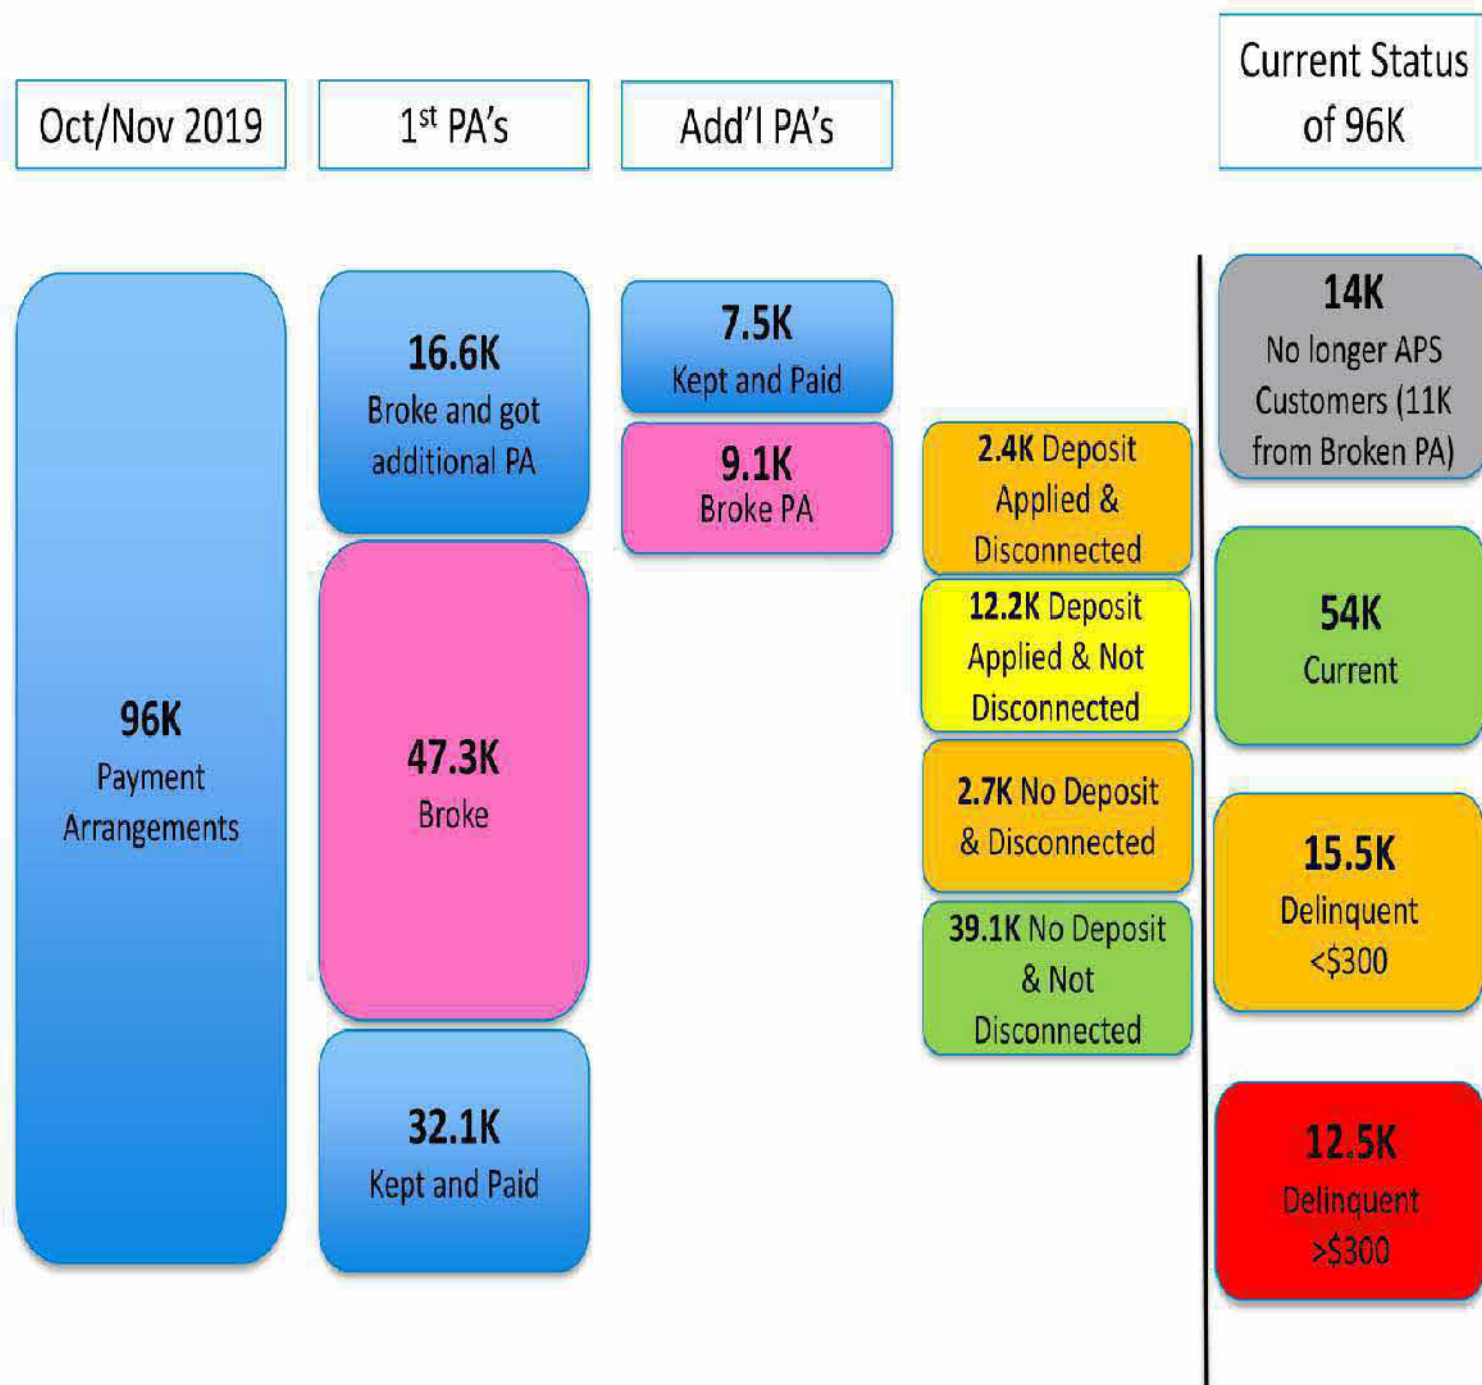 Oct/Nov 2019
1st PA's
Add'l PA's
Current Status
of 96K
96K
Payment
Arrangements
16.6K
Broke and got
additional PA
47.3K
Broke
32.1K
Kept and Paid
7.5K
Kept and Paid
9.1K
Broke PA
2.4K Deposit
Applied &
Disconnected
12.2K Deposit
Applied & Not
Disconnected
2.7K No Deposit
& Disconnected
39.1K No Deposit
& Not
Disconnected
14K
No longer APS
Customers (11K
from Broken PA)
54K
Current
15.5K
Delinquent
<$300
12.5K
Delinquent
>$300